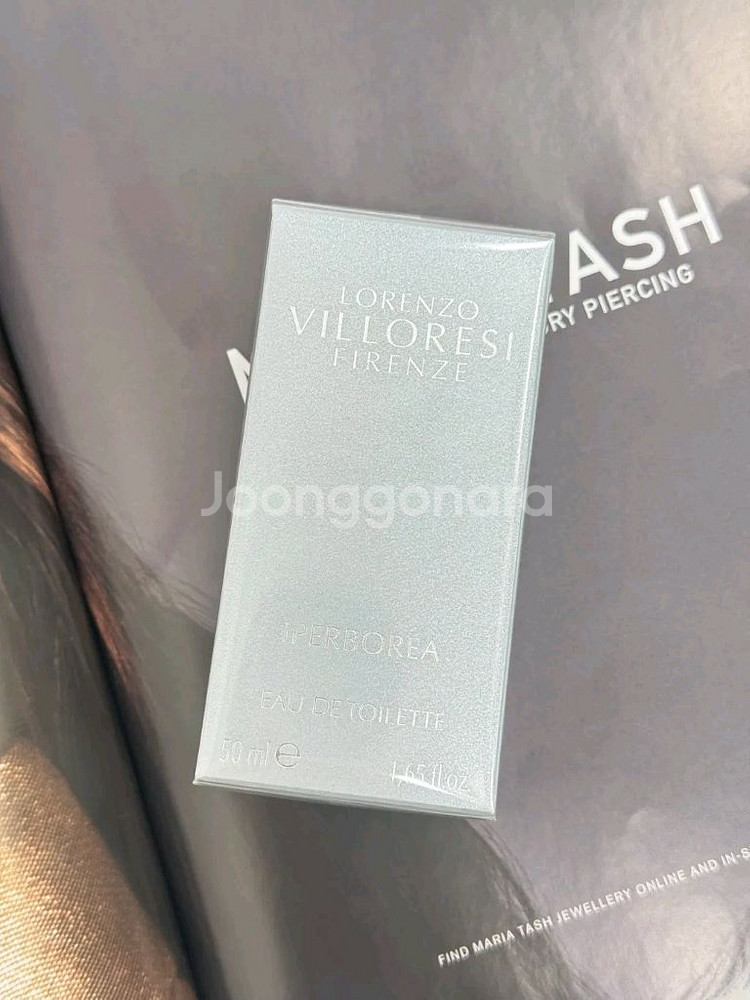 TASH
RY PIERCING
LORENZO
VILLORESI
FIRENZE
Joonggonara
IPERBOREA
EAU DE TOILETTE
50 ml ℮
1.65 fl oz
FIND MARIA TASH JEWELLERY ONLINE AND IN-S